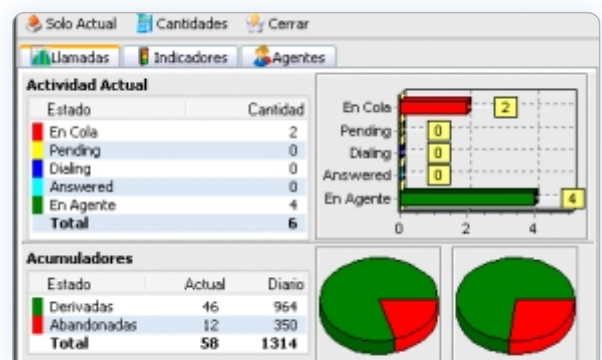 Solo Actual Cantidades Cerrar
Llamadas Indicadores Agentes
Actividad Actual
Estado Cantidad
En Cola 2
Pending 0
Dialing 0
Answered 0
En Agente 4
Total 6
En Cola 2
Pending 0
Dialing 0
Answered 0
En Agente 4
0 2 4
Acumuladores
Estado Actual Diario
Derivadas 46 964
Abandonadas 12 350
Total 58 1314